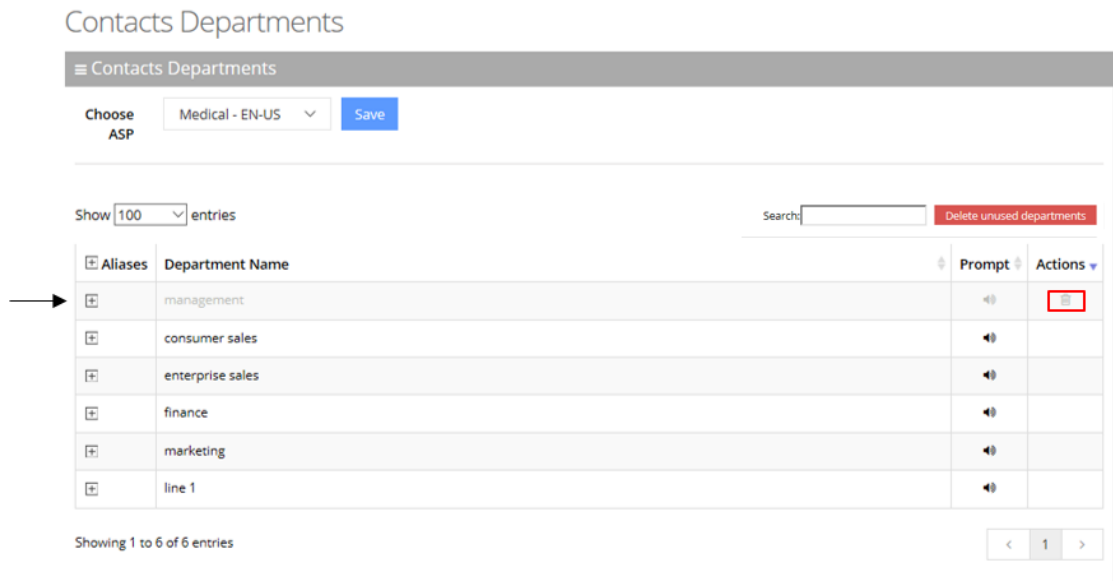 Contacts Departments
Contacts Departments
Choose ASP
Medical - EN-US
Save
Show 100 entries
Search:
Delete unused departments
Aliases Department Name Prompt Actions
management
consumer sales
enterprise sales
finance
marketing
line 1
Showing 1 to 6 of 6 entries
< 1 >